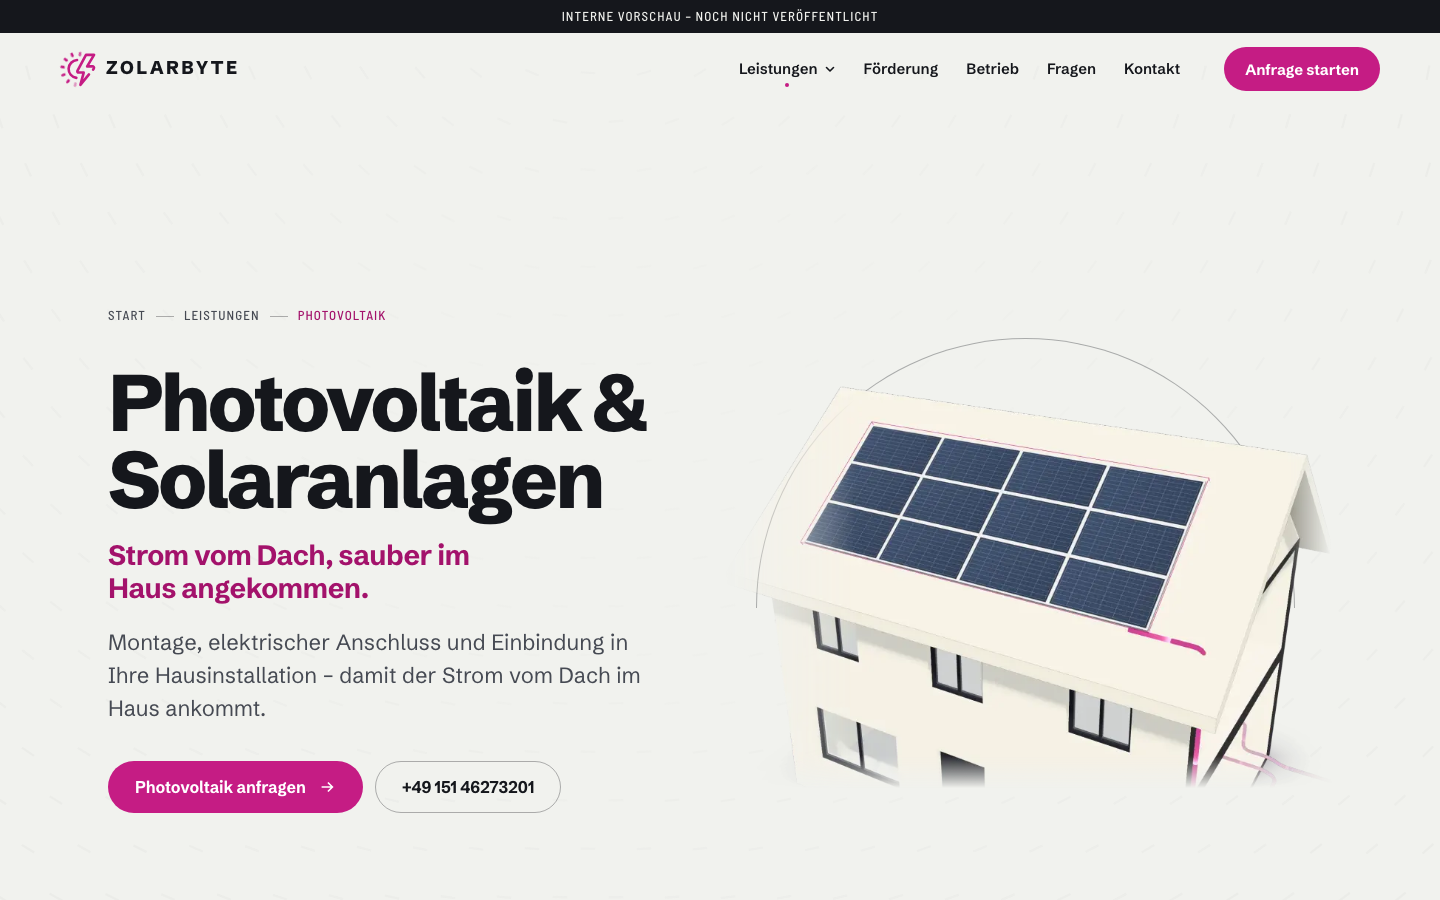 INTERNE VORSCHAU – NOCH NICHT VERÖFFENTLICHT
ZOLARBYTE
Leistungen
Förderung
Betrieb
Fragen
Kontakt
Anfrage starten
START — LEISTUNGEN — PHOTOVOLTAIK
Photovoltaik &
Solaranlagen
Strom vom Dach, sauber im
Haus angekommen.
Montage, elektrischer Anschluss und Einbindung in
Ihre Hausinstallation – damit der Strom vom Dach im
Haus ankommt.
Photovoltaik anfragen →
+49 151 46273201